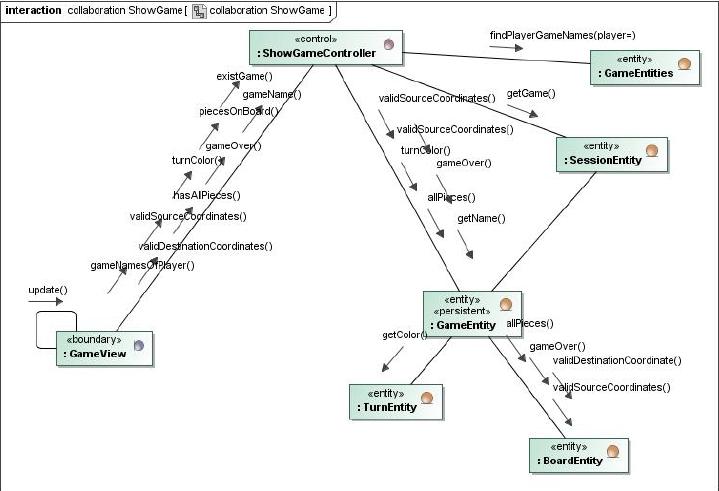 interaction collaboration ShowGame [ collaboration ShowGame ]
«control»
: ShowGameController
findPlayerGameNames(player=)
«entity»
: GameEntities
existGame()
gameName()
piecesOnBoard()
gameOver()
turnColor()
hasAllPieces()
validSourceCoordinates()
validDestinationCoordinates()
gameNamesOfPlayer()
update()
«boundary»
: GameView
validSourceCoordinates()
getGame()
validSourceCoordinates()
turnColor()
gameOver()
allPieces()
getName()
«entity»
: SessionEntity
«entity»
«persistent»
: GameEntity
allPieces()
getColor()
gameOver()
validDestinationCoordinate()
validSourceCoordinates()
«entity»
: TurnEntity
«entity»
: BoardEntity